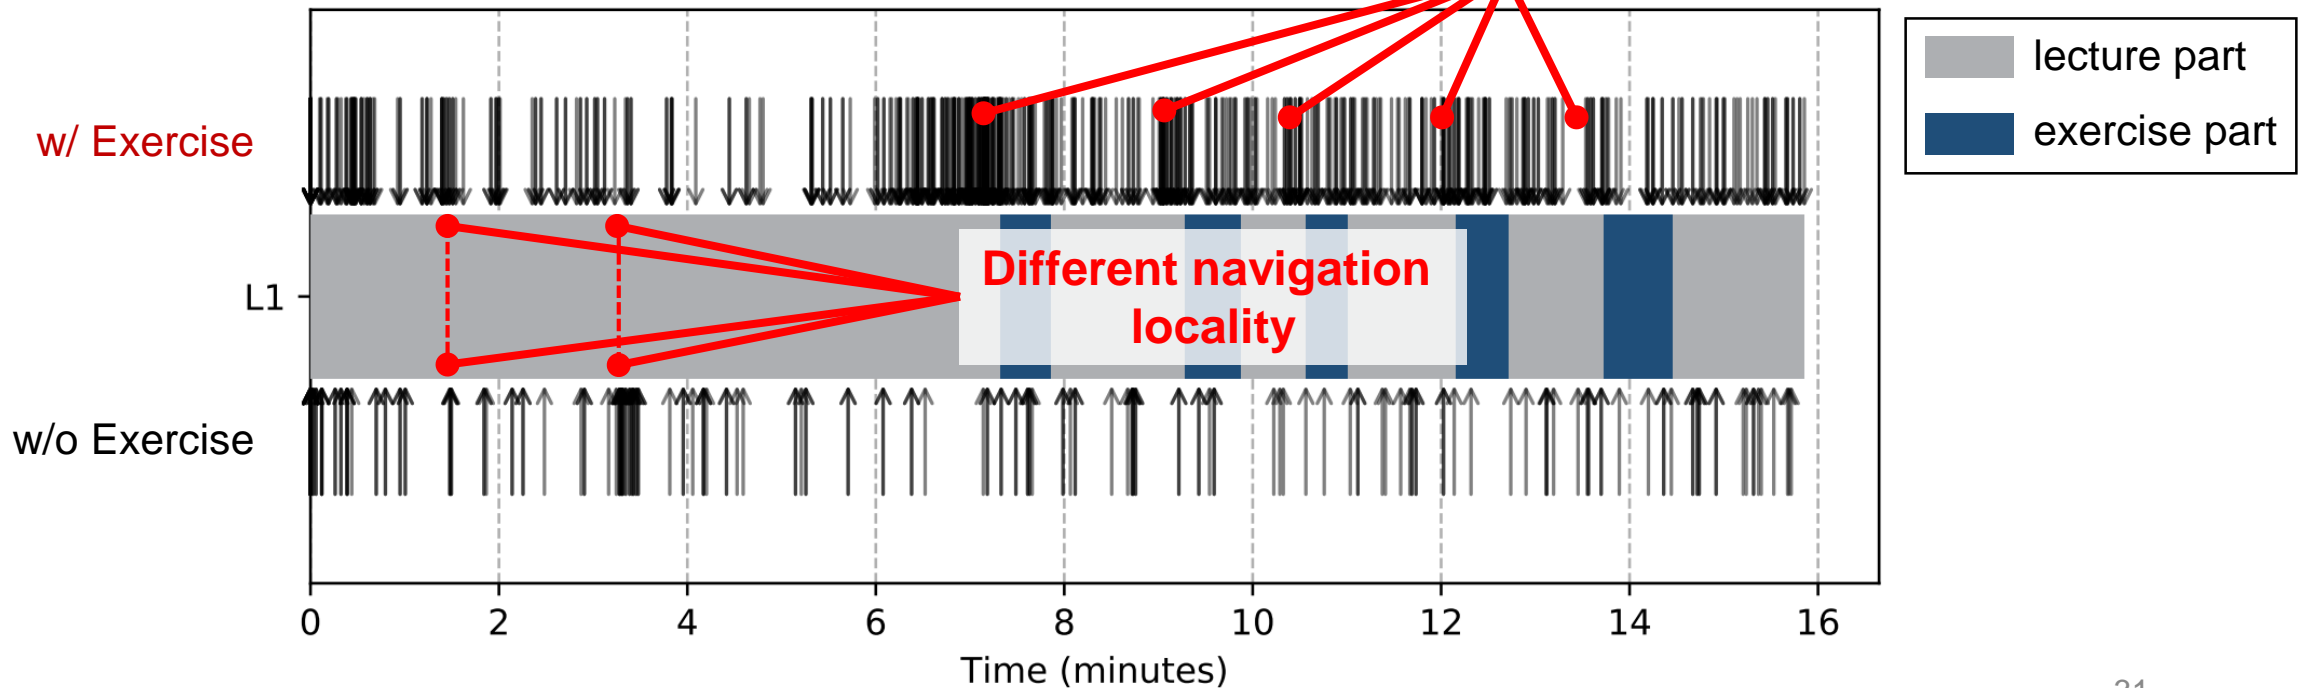 lecture part
exercise part
w/ Exercise
L1
Different navigation
locality
w/o Exercise
0 2 4 6 8 10 12 14 16
Time (minutes)